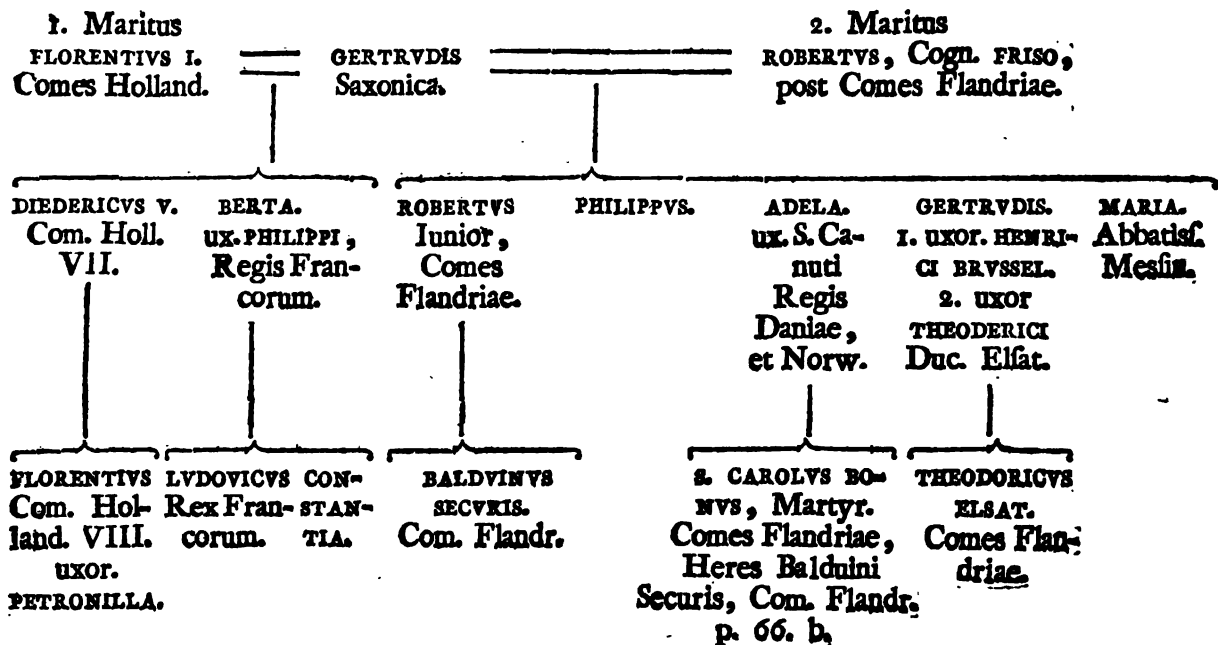 1. Maritus
FLORENTIVS I.
Comes Holland.
GERTRVDIS
Saxonica.
2. Maritus
ROBERTVS, Cogn. FRISO,
post Comes Flandriae.
DIEDERICVS V.
Com. Holl.
VII.
BERTA.
ux. PHILIPPI,
Regis Fran-
corum.
ROBERTVS
Iunior,
Comes
Flandriae.
PHILIPPVS.
ADELA.
ux. S. Ca-
nuti
Regis
Daniae,
et Norw.
GERTRVDIS.
1. uxor. HENRI-
CI BRVSSEL.
2. uxor
THEODERICI
Duc. Elſat.
MARIA.
Abbatiſſ.
Meſſin.
FLORENTIVS
Com. Hol-
land. VIII.
uxor.
PETRONILLA.
LVDOVICVS
Rex Fran-
corum.
CON-
STAN-
TIA.
BALDVINVS
SECVRIS.
Com. Flandr.
S. CAROLVS BO-
NVS, Martyr.
Comes Flandriae,
Heres Balduini
Securis, Com. Flandr.
p. 66. b.
THEODORICVS
ELSAT.
Comes Flan-
driae.